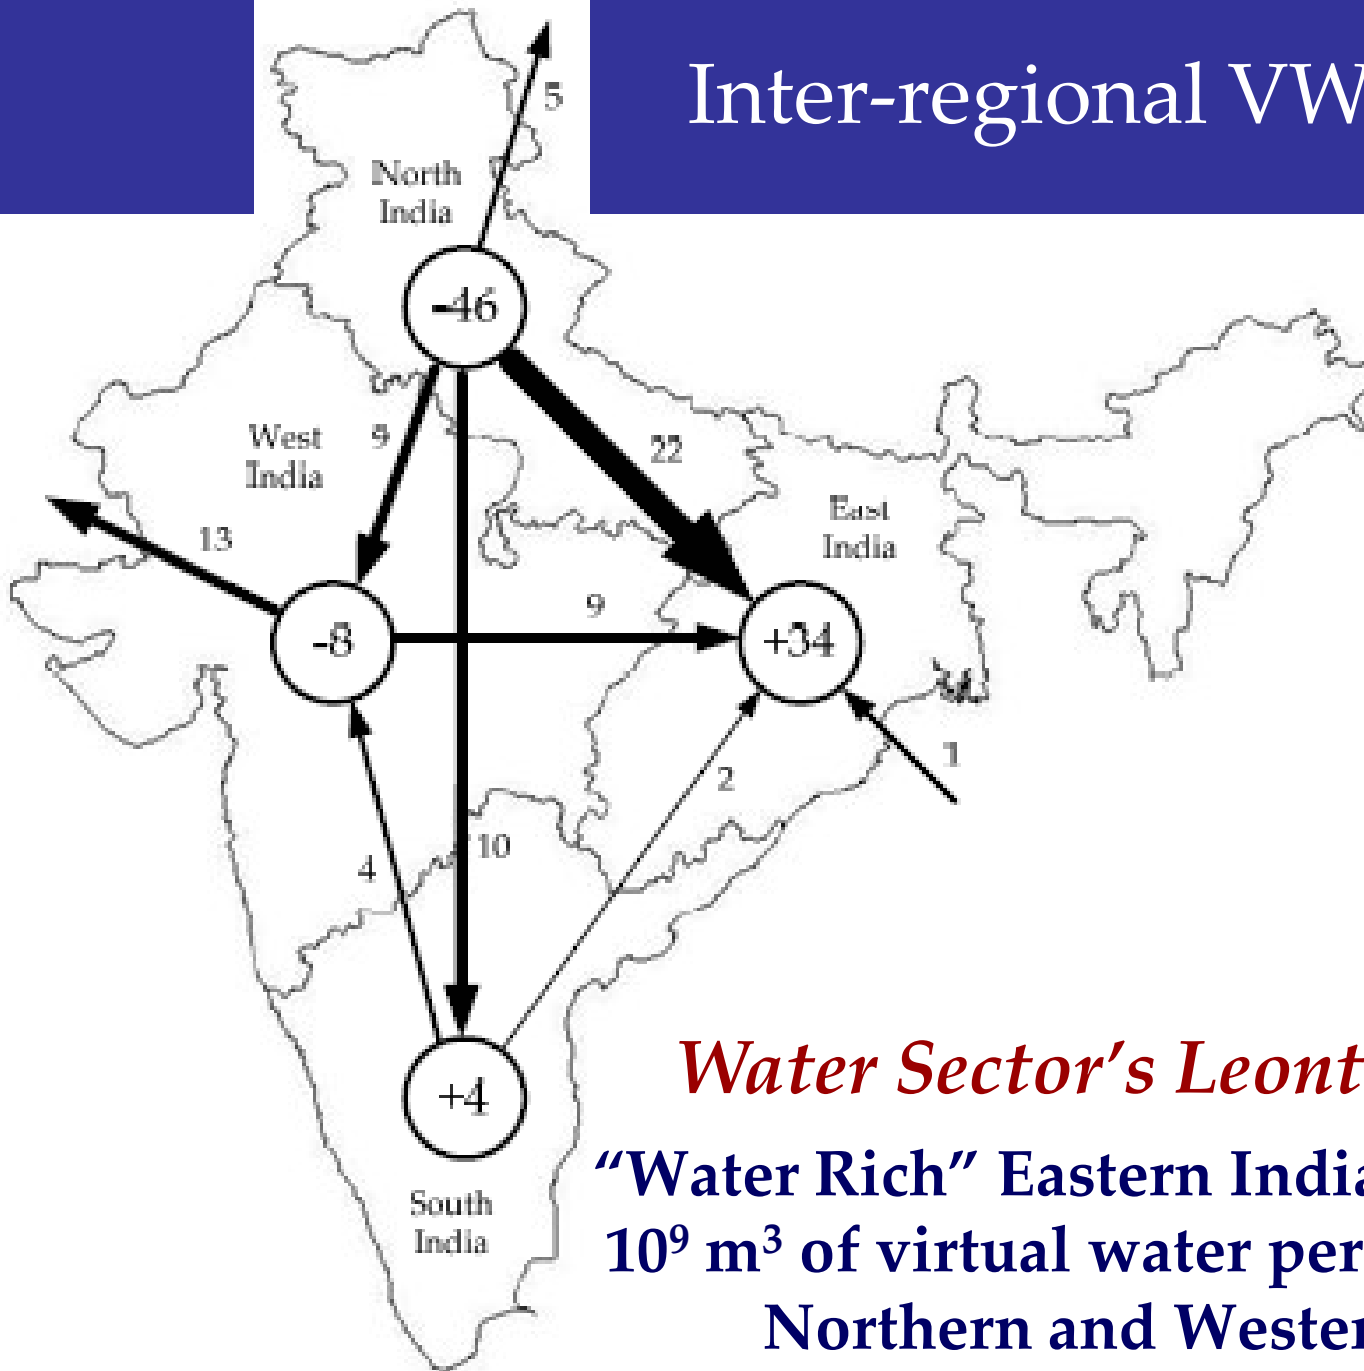 Inter-regional VW
5
North
India
-46
West
India
9
22
East
India
13
9
-8
+34
2
1
10
4
+4
South
India
Water Sector's Leont
“Water Rich” Eastern India
10⁹ m³ of virtual water per
Northern and Wester